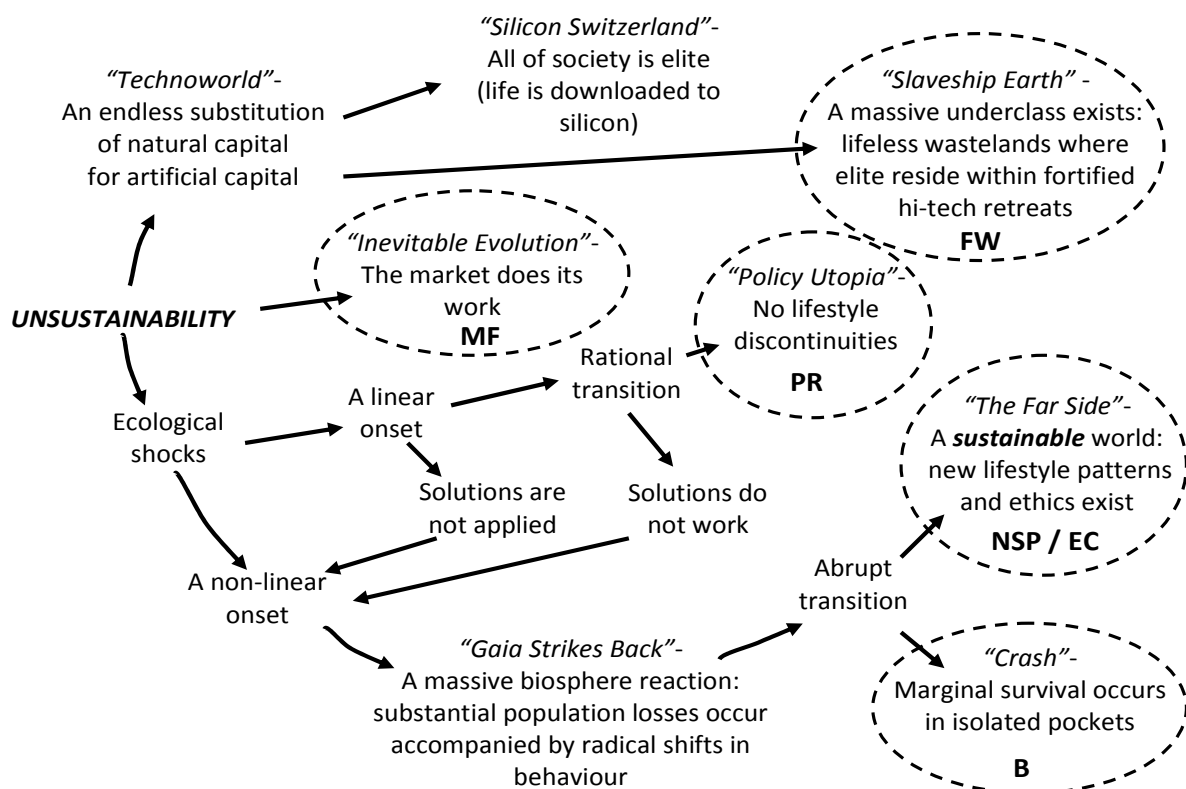 “Silicon Switzerland”-
All of society is elite
(life is downloaded to
silicon)
“Technoworld”-
An endless substitution
of natural capital
for artificial capital
“Slaveship Earth” -
A massive underclass exists:
lifeless wastelands where
elite reside within fortified
hi-tech retreats
FW
“Inevitable Evolution”-
The market does its
work
MF
“Policy Utopia”-
No lifestyle
discontinuities
PR
UNSUSTAINABILITY
Rational
transition
A linear
onset
Ecological
shocks
“The Far Side”-
A sustainable world:
new lifestyle patterns
and ethics exist
NSP / EC
Solutions are
not applied
Solutions do
not work
A non-linear
onset
Abrupt
transition
“Gaia Strikes Back”-
A massive biosphere reaction:
substantial population losses occur
accompanied by radical shifts in
behaviour
“Crash”-
Marginal survival occurs
in isolated pockets
B